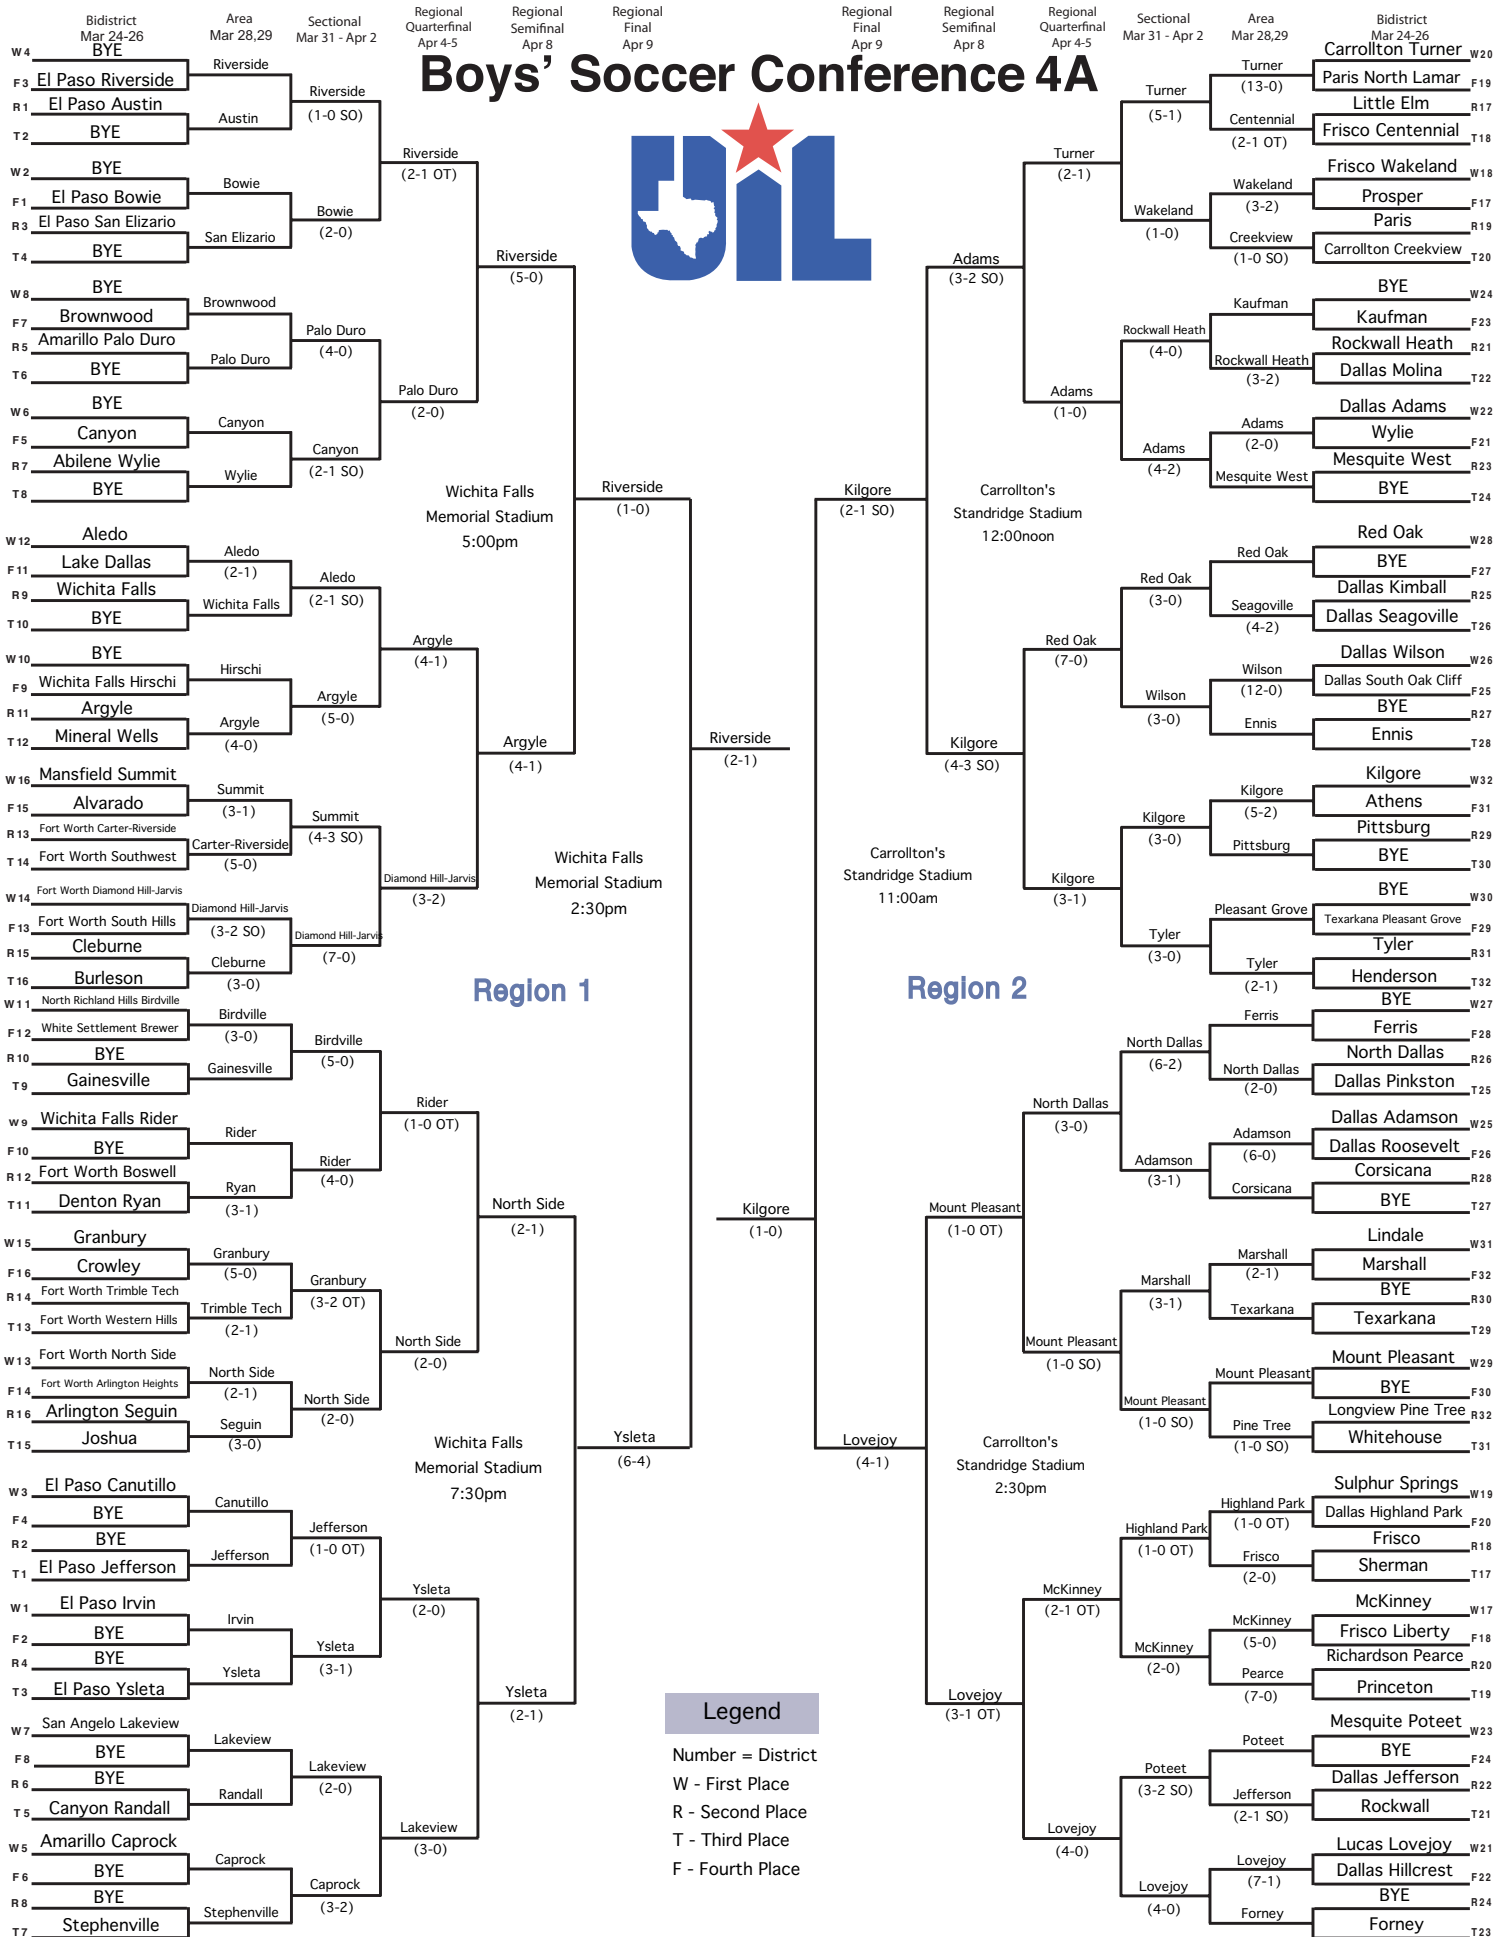 Boys' Soccer Conference 4A
UIL
Bidistrict
Mar 24-26
Area
Mar 28,29
Sectional
Mar 31 - Apr 2
Regional
Quarterfinal
Apr 4-5
Regional
Semifinal
Apr 8
Regional
Final
Apr 9
Regional
Final
Apr 9
Regional
Semifinal
Apr 8
Regional
Quarterfinal
Apr 4-5
Sectional
Mar 31 - Apr 2
Area
Mar 28,29
Bidistrict
Mar 24-26
W4 BYE
F3 El Paso Riverside
R1 El Paso Austin
T2 BYE
W2 BYE
F1 El Paso Bowie
R3 El Paso San Elizario
T4 BYE
W8 BYE
F7 Brownwood
R5 Amarillo Palo Duro
T6 BYE
W6 BYE
F5 Canyon
R7 Abilene Wylie
T8 BYE
W12 Aledo
F11 Lake Dallas
R9 Wichita Falls
T10 BYE
W10 BYE
F9 Wichita Falls Hirschi
R11 Argyle
T12 Mineral Wells
W16 Mansfield Summit
F15 Alvarado
R13 Fort Worth Carter-Riverside
T14 Fort Worth Southwest
W14 Fort Worth Diamond Hill-Jarvis
F13 Fort Worth South Hills
R15 Cleburne
T16 Burleson
W11 North Richland Hills Birdville
F12 White Settlement Brewer
R10 BYE
T9 Gainesville
W9 Wichita Falls Rider
F10 BYE
R12 Fort Worth Boswell
T11 Denton Ryan
W15 Granbury
F16 Crowley
R14 Fort Worth Trimble Tech
T13 Fort Worth Western Hills
W13 Fort Worth North Side
F14 Fort Worth Arlington Heights
R16 Arlington Seguin
T15 Joshua
W3 El Paso Canutillo
F4 BYE
R2 BYE
T1 El Paso Jefferson
W1 El Paso Irvin
F2 BYE
R4 BYE
T3 El Paso Ysleta
W7 San Angelo Lakeview
F8 BYE
R6 BYE
T5 Canyon Randall
W5 Amarillo Caprock
F6 BYE
R8 BYE
T7 Stephenville
Riverside
Austin
Bowie
San Elizario
Brownwood
Palo Duro
Canyon
Wylie
Aledo
(2-1)
Wichita Falls
Hirschi
Argyle
(4-0)
Summit
(3-1)
Carter-Riverside
(5-0)
Diamond Hill-Jarvis
(3-2 SO)
Cleburne
(3-0)
Birdville
(3-0)
Gainesville
Rider
Ryan
(3-1)
Granbury
(5-0)
Trimble Tech
(2-1)
North Side
(2-1)
Seguin
(3-0)
Canutillo
Jefferson
Irvin
Ysleta
Lakeview
Randall
Caprock
Stephenville
Riverside
(1-0 SO)
Bowie
(2-0)
Palo Duro
(4-0)
Canyon
(2-1 SO)
Aledo
(2-1 SO)
Argyle
(5-0)
Summit
(4-3 SO)
Diamond Hill-Jarvis
(7-0)
Birdville
(5-0)
Rider
(4-0)
Granbury
(3-2 OT)
North Side
(2-0)
Jefferson
(1-0 OT)
Ysleta
(3-1)
Lakeview
(2-0)
Caprock
(3-2)
Riverside
(2-1 OT)
Palo Duro
(2-0)
Argyle
(4-1)
Diamond Hill-Jarvis
(3-2)
Rider
(1-0 OT)
North Side
(2-0)
Ysleta
(2-0)
Lakeview
(3-0)
Riverside
(5-0)
Argyle
(4-1)
North Side
(2-1)
Ysleta
(2-1)
Wichita Falls
Memorial Stadium
5:00pm
Wichita Falls
Memorial Stadium
2:30pm
Wichita Falls
Memorial Stadium
7:30pm
Riverside
(1-0)
Ysleta
(6-4)
Riverside
(2-1)
Region 1
Region 2
Kilgore
(1-0)
Kilgore
(2-1 SO)
Lovejoy
(4-1)
Carrollton's
Standridge Stadium
12:00noon
Carrollton's
Standridge Stadium
11:00am
Carrollton's
Standridge Stadium
2:30pm
Adams
(3-2 SO)
Kilgore
(4-3 SO)
Mount Pleasant
(1-0 OT)
Lovejoy
(3-1 OT)
Turner
(2-1)
Adams
(1-0)
Red Oak
(7-0)
Kilgore
(3-1)
North Dallas
(3-0)
Mount Pleasant
(1-0 SO)
McKinney
(2-1 OT)
Lovejoy
(4-0)
Turner
(5-1)
Wakeland
(1-0)
Rockwall Heath
(4-0)
Adams
(4-2)
Red Oak
(3-0)
Wilson
(3-0)
Kilgore
(3-0)
Tyler
(3-0)
North Dallas
(6-2)
Adamson
(3-1)
Marshall
(3-1)
Mount Pleasant
(1-0 SO)
Highland Park
(1-0 OT)
McKinney
(2-0)
Poteet
(3-2 SO)
Lovejoy
(4-0)
Turner
(13-0)
Centennial
(2-1 OT)
Wakeland
(3-2)
Creekview
(1-0 SO)
Kaufman
Rockwall Heath
(3-2)
Adams
(2-0)
Mesquite West
Red Oak
Seagoville
(4-2)
Wilson
(12-0)
Ennis
Kilgore
(5-2)
Pittsburg
Pleasant Grove
Tyler
(2-1)
Ferris
North Dallas
(2-0)
Adamson
(6-0)
Corsicana
Marshall
(2-1)
Texarkana
Mount Pleasant
Pine Tree
(1-0 SO)
Highland Park
(1-0 OT)
Frisco
(2-0)
McKinney
(5-0)
Pearce
(7-0)
Poteet
Jefferson
(2-1 SO)
Lovejoy
(7-1)
Forney
Carrollton Turner W20
Paris North Lamar F19
Little Elm R17
Frisco Centennial T18
Frisco Wakeland W18
Prosper F17
Paris R19
Carrollton Creekview T20
BYE W24
Kaufman F23
Rockwall Heath R21
Dallas Molina T22
Dallas Adams W22
Wylie F21
Mesquite West R23
BYE T24
Red Oak W28
BYE F27
Dallas Kimball R25
Dallas Seagoville T26
Dallas Wilson W26
Dallas South Oak Cliff F25
BYE R27
Ennis T28
Kilgore W32
Athens F31
Pittsburg R29
BYE T30
BYE W30
Texarkana Pleasant Grove F29
Tyler R31
Henderson T32
BYE W27
Ferris F28
North Dallas R26
Dallas Pinkston T25
Dallas Adamson W25
Dallas Roosevelt F26
Corsicana R28
BYE T27
Lindale W31
Marshall F32
BYE R30
Texarkana T29
Mount Pleasant W29
BYE F30
Longview Pine Tree R32
Whitehouse T31
Sulphur Springs W19
Dallas Highland Park F20
Frisco R18
Sherman T17
McKinney W17
Frisco Liberty F18
Richardson Pearce R20
Princeton T19
Mesquite Poteet W23
BYE F24
Dallas Jefferson R22
Rockwall T21
Lucas Lovejoy W21
Dallas Hillcrest F22
BYE R24
Forney T23
Legend
Number = District
W - First Place
R - Second Place
T - Third Place
F - Fourth Place